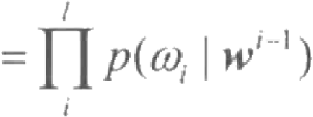 = ∏_{i}^{l} p(ω_i | w^{i-1})